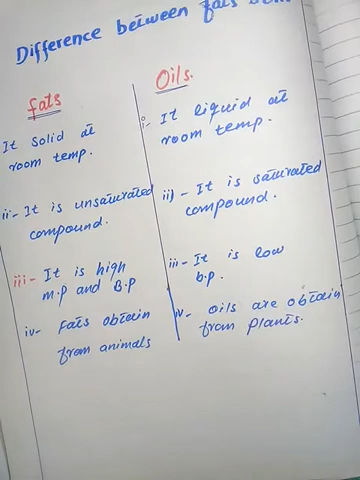 Difference between fats
Fats
It solid at
room temp.
ii- It is unsaturated
compound.
iii- It is high
m.p and B.p
iv- Fats obtain
from animals
Oils.
i- It liquid at
room temp.
ii)- It is saturated
compound.
iii- It is low
b.p.
iv- oils are obtain
from plants.